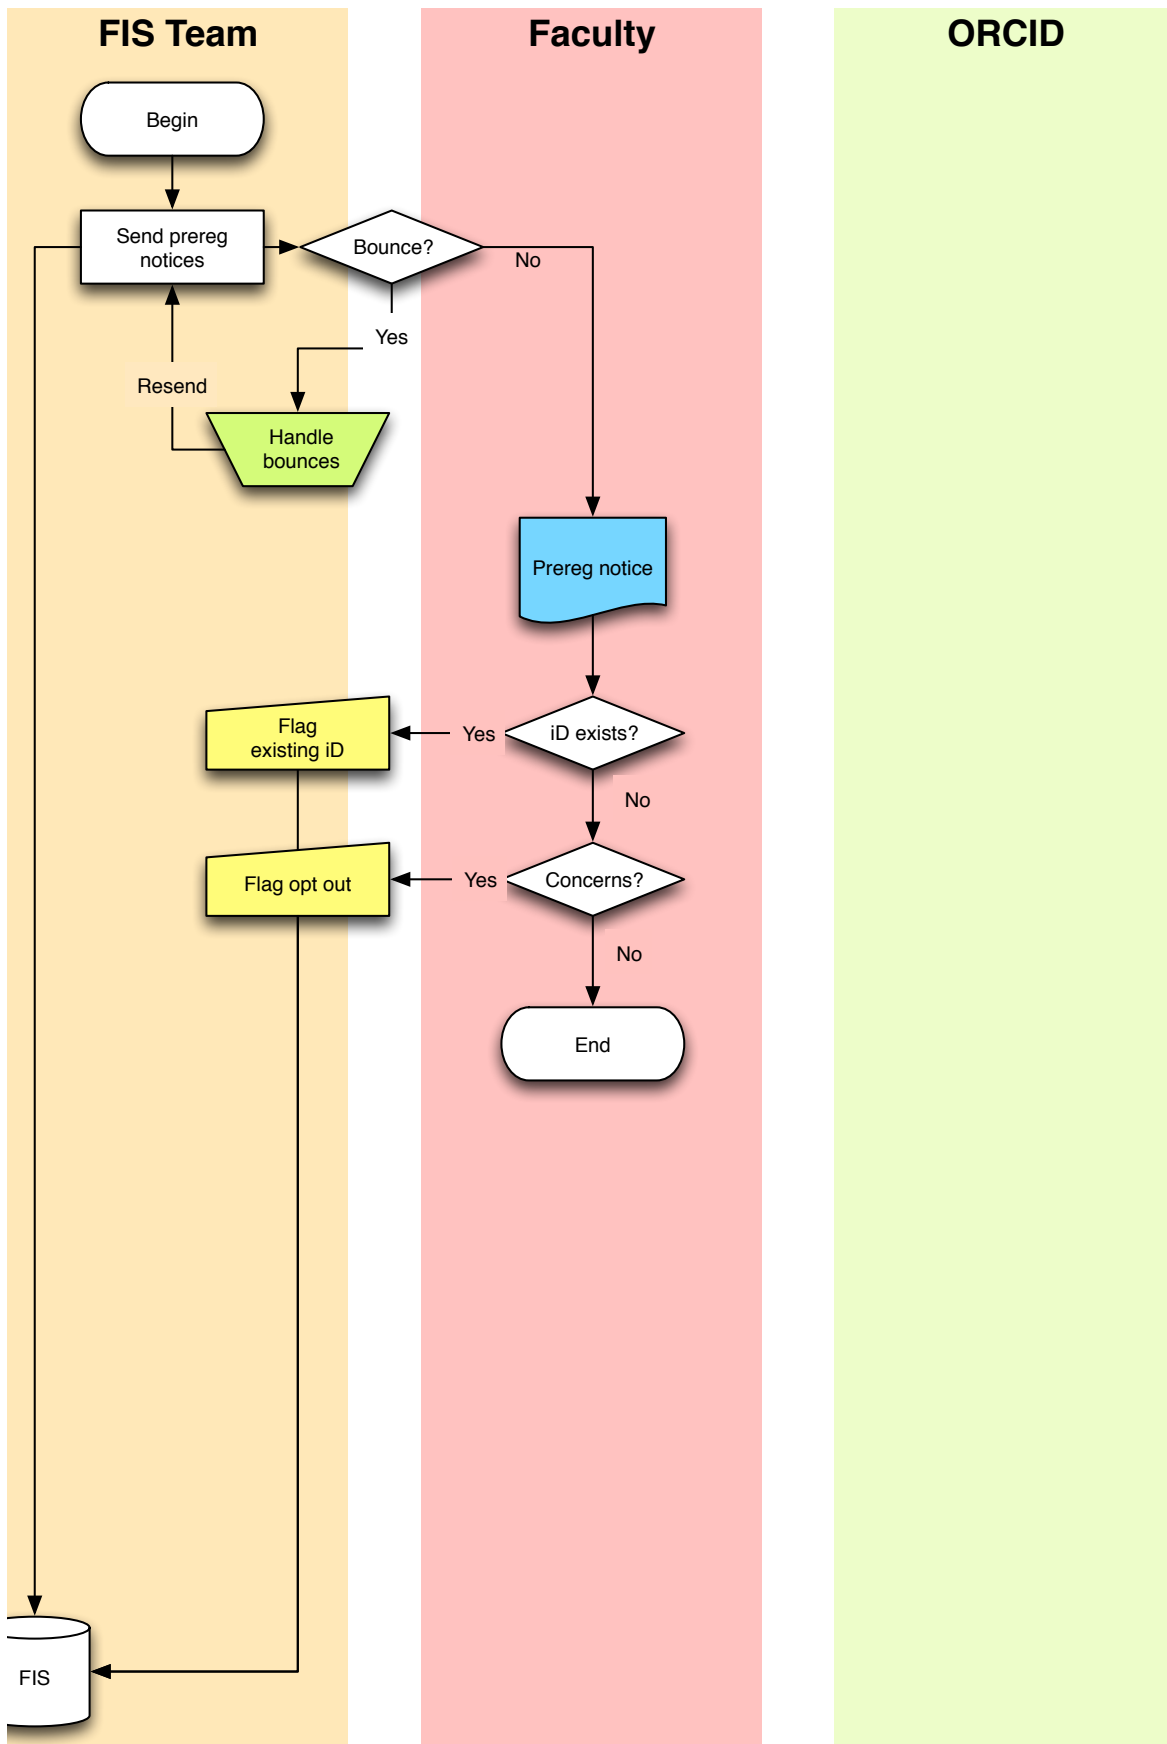 FIS Team
Faculty
ORCID
Begin
Send prereg
notices
Bounce?
No
Yes
Resend
Handle
bounces
Prereg notice
Flag
existing iD
Yes
iD exists?
No
Flag opt out
Yes
Concerns?
No
End
FIS